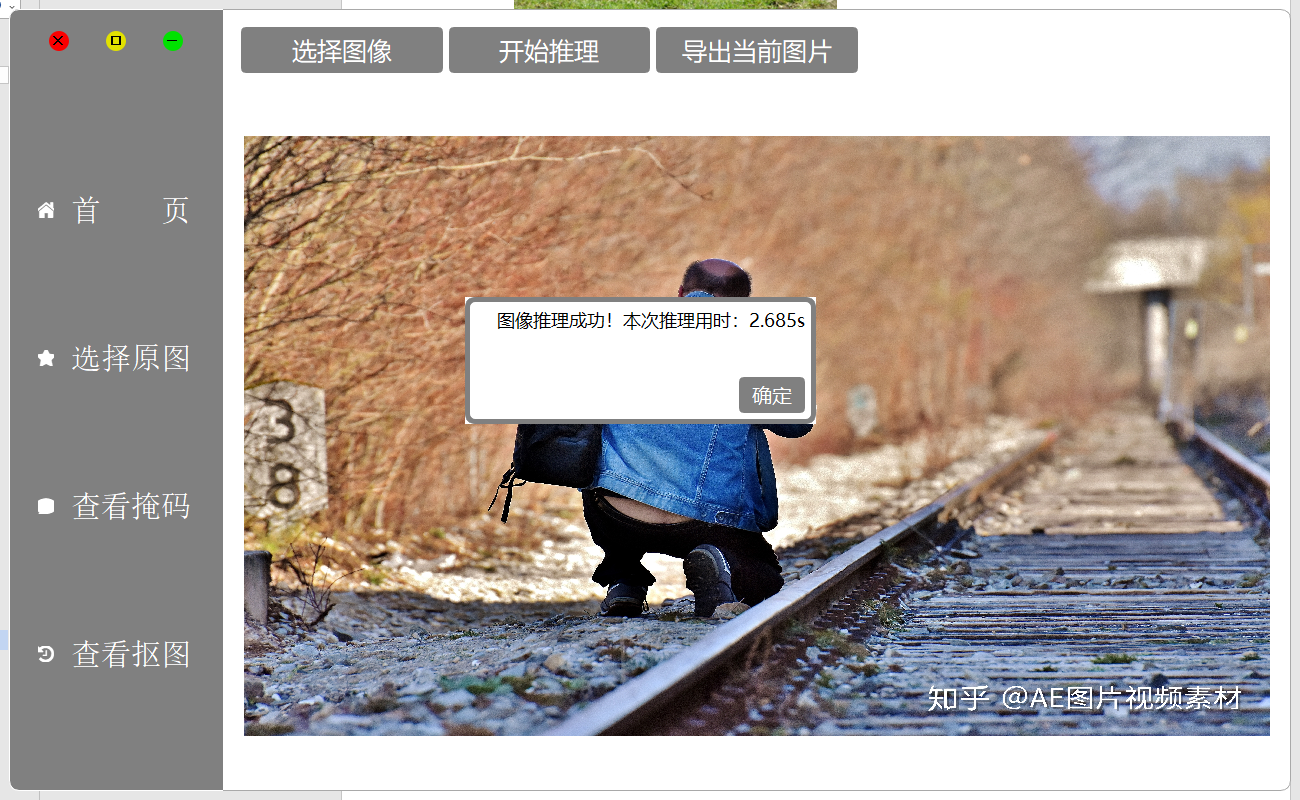 选择图像
开始推理
导出当前图片
首 页
选择原图
查看掩码
查看抠图
图像推理成功！本次推理用时：2.685s
确定
3
8
知乎 @AE图片视频素材